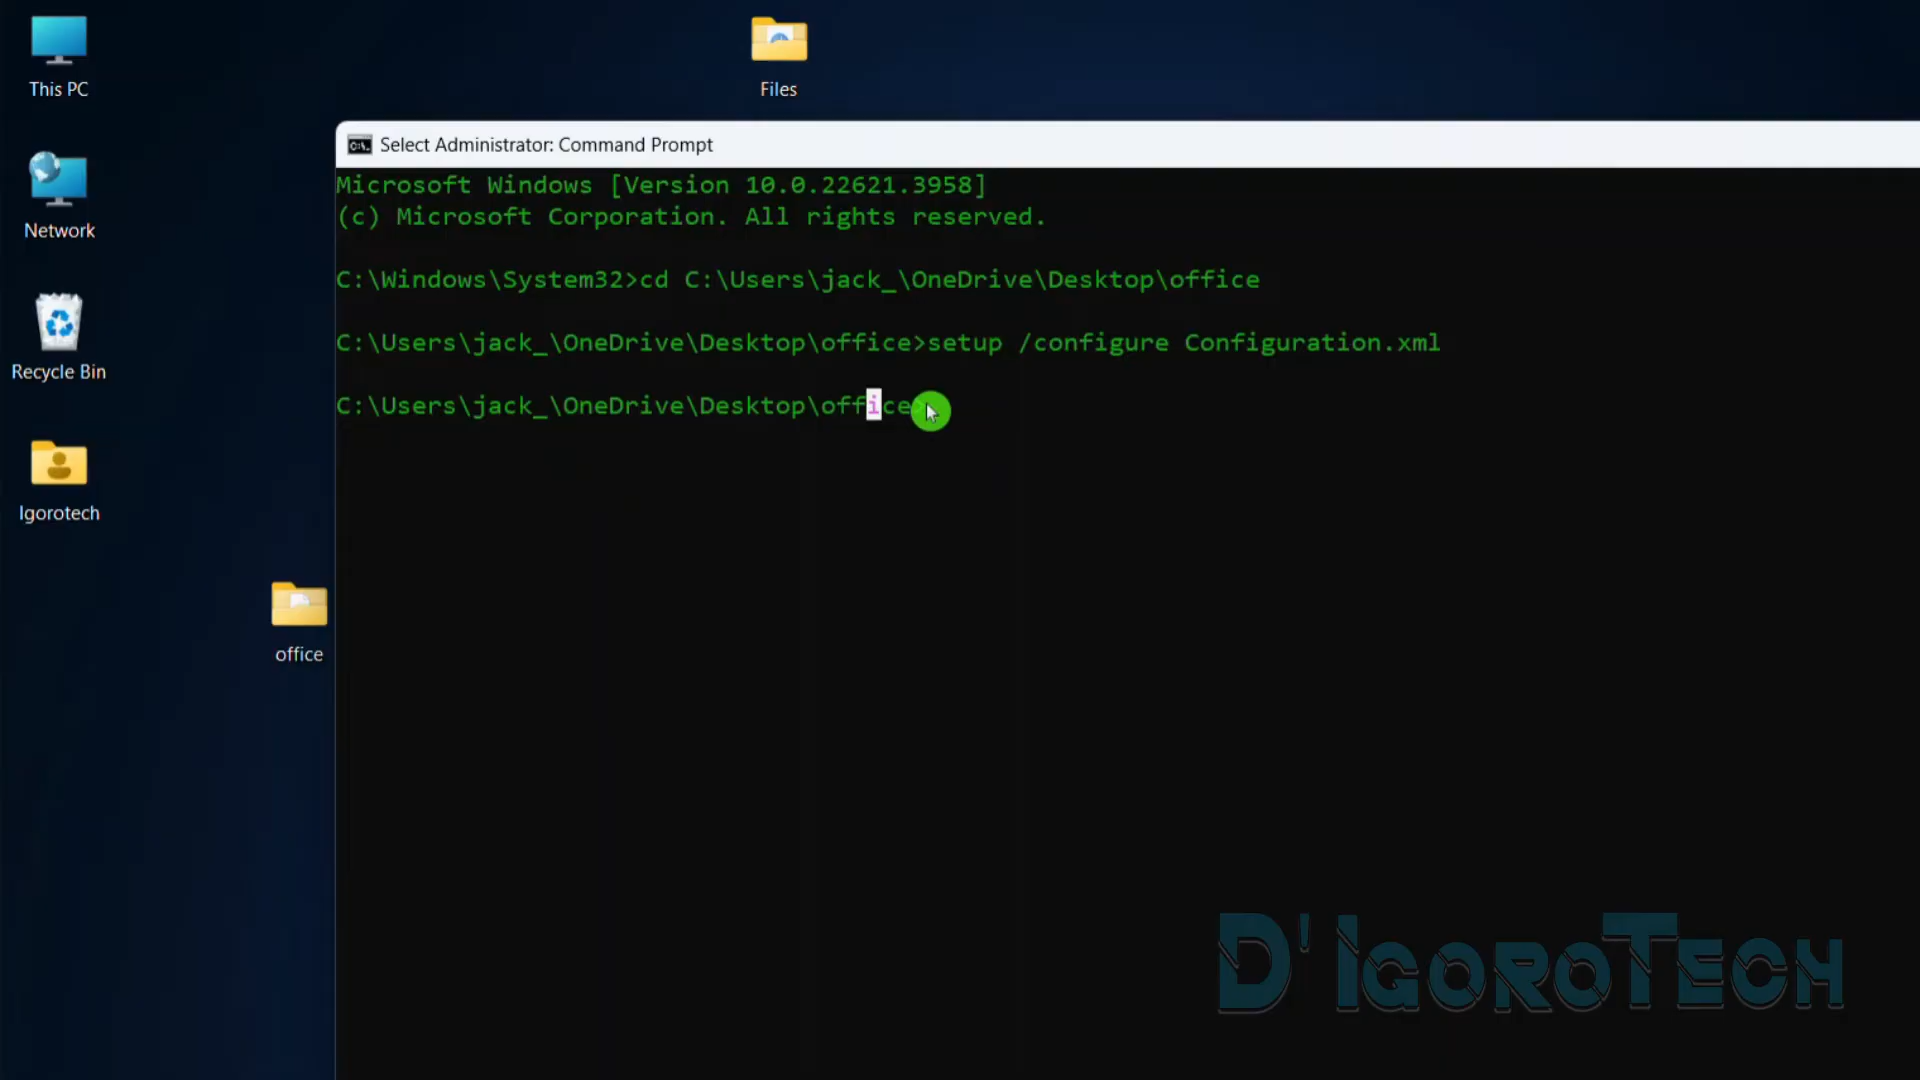 This PC
Files
Select Administrator: Command Prompt
Microsoft Windows [Version 10.0.22621.3958]
(c) Microsoft Corporation. All rights reserved.
Network
C:\Windows\System32>cd C:\Users\jack_\OneDrive\Desktop\office
C:\Users\jack_\OneDrive\Desktop\office>setup /configure Configuration.xml
Recycle Bin
C:\Users\jack_\OneDrive\Desktop\office>
Igorotech
office
D'IGOROTECH